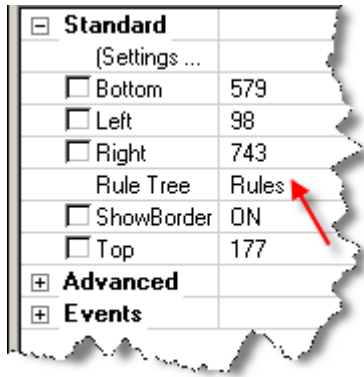 Standard
(Settings ...
Bottom 579
Left 98
Right 743
Rule Tree Rules
ShowBorder ON
Top 177
Advanced
Events